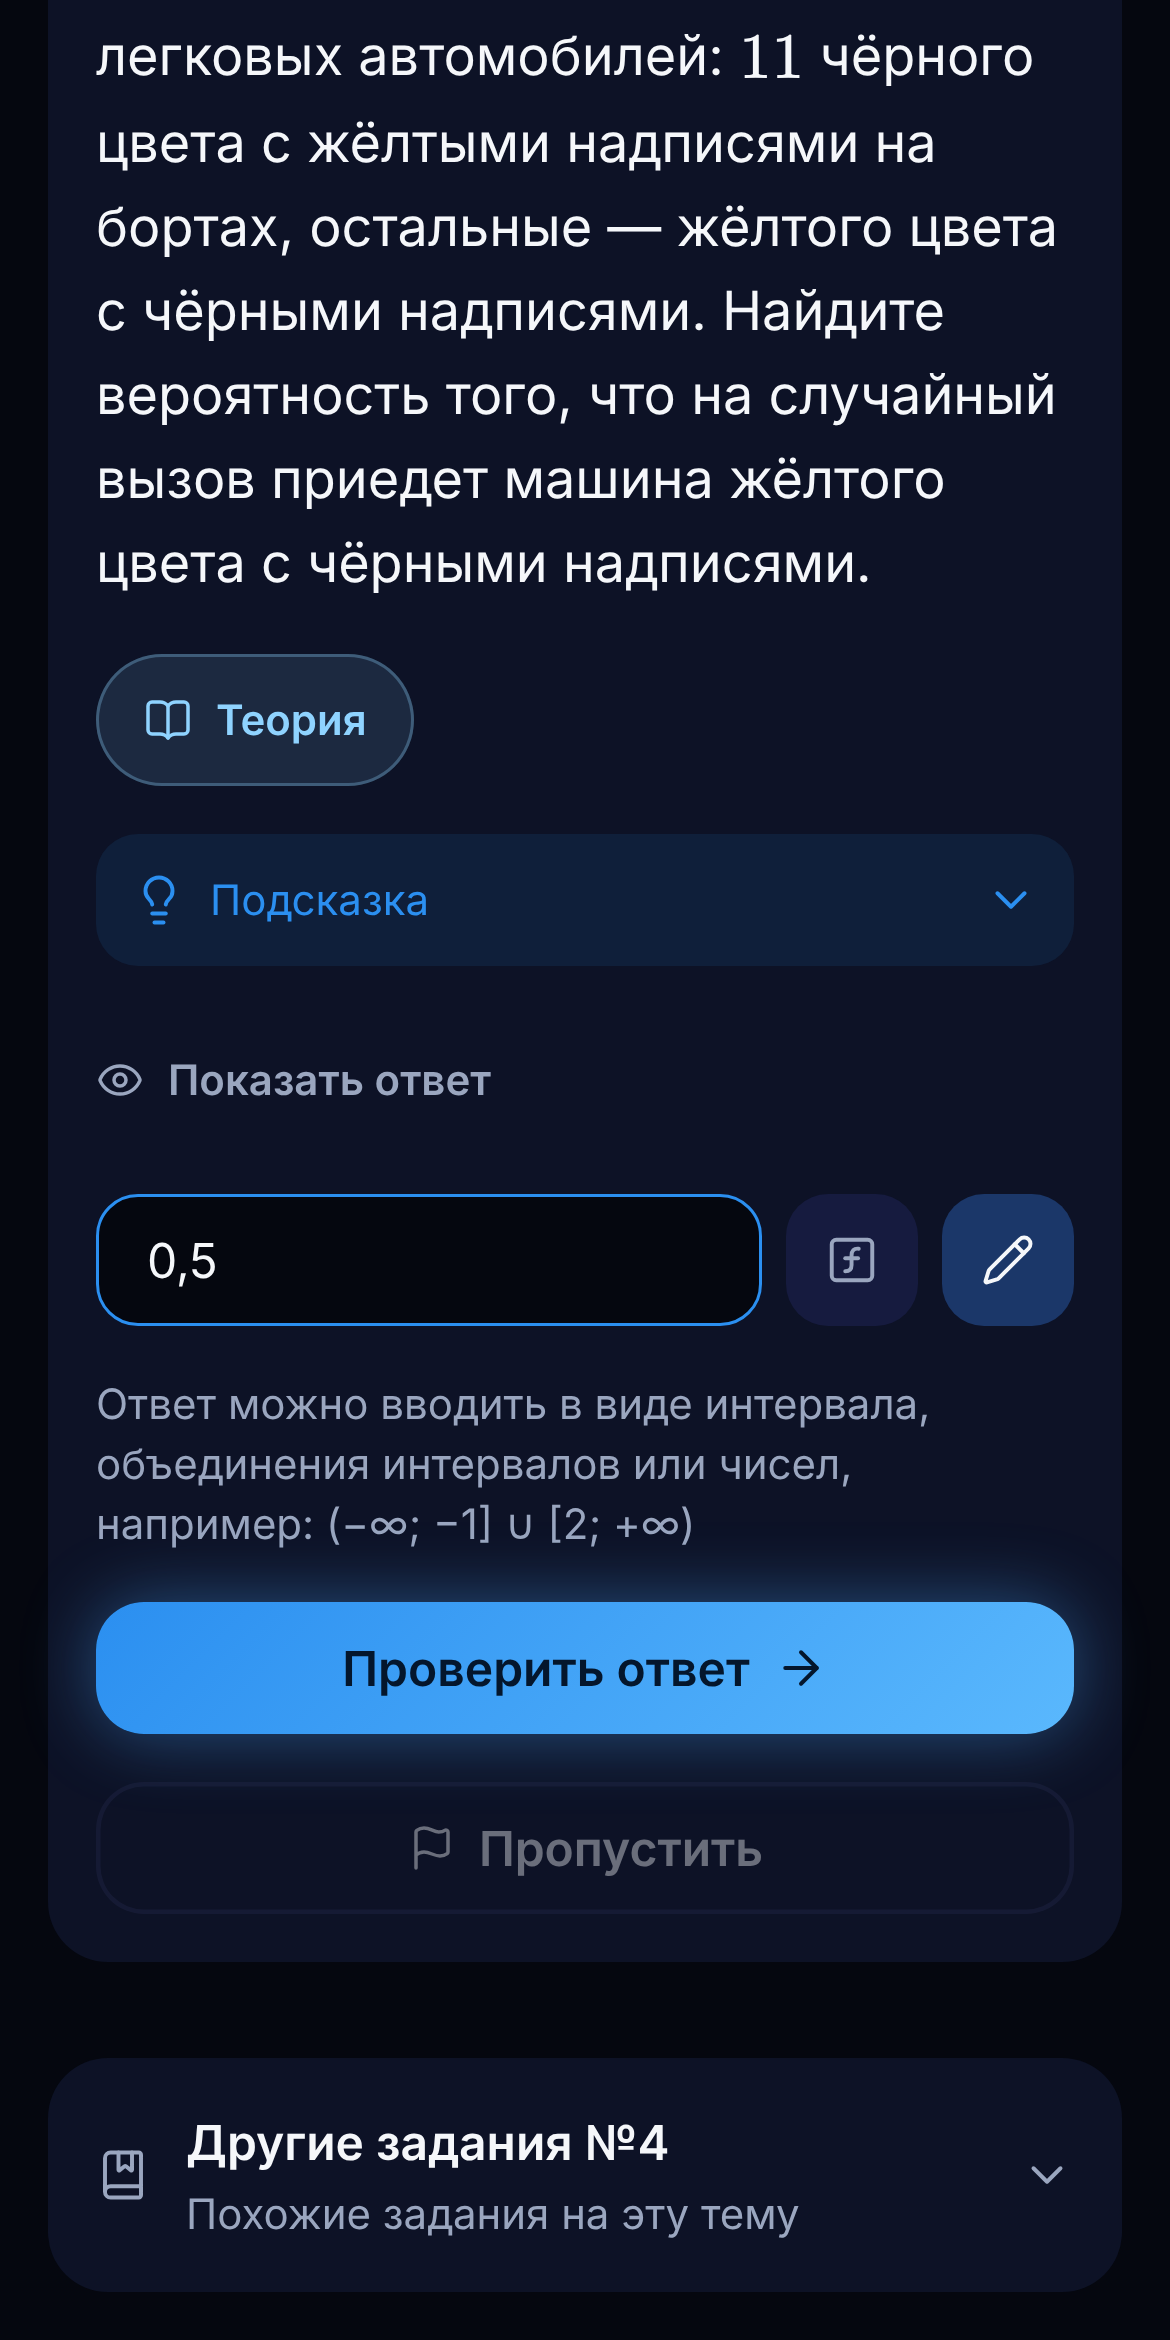 легковых автомобилей: 11 чёрного
цвета с жёлтыми надписями на
бортах, остальные — жёлтого цвета
с чёрными надписями. Найдите
вероятность того, что на случайный
вызов приедет машина жёлтого
цвета с чёрными надписями.
Теория
Подсказка
Показать ответ
0,5
Ответ можно вводить в виде интервала,
объединения интервалов или чисел,
например: (−∞; −1] ∪ [2; +∞)
Проверить ответ →
Пропустить
Другие задания №4
Похожие задания на эту тему